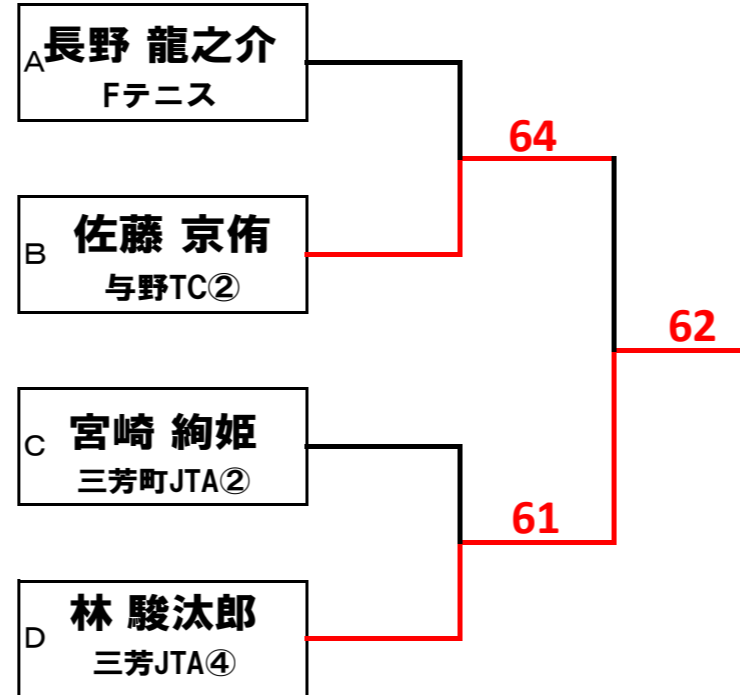 A 長野 龍之介
Fテニス
64
B 佐藤 京侑
与野TC②
62
C 宮崎 絢姫
三芳町JTA②
61
D 林 駿汰郎
三芳JTA④